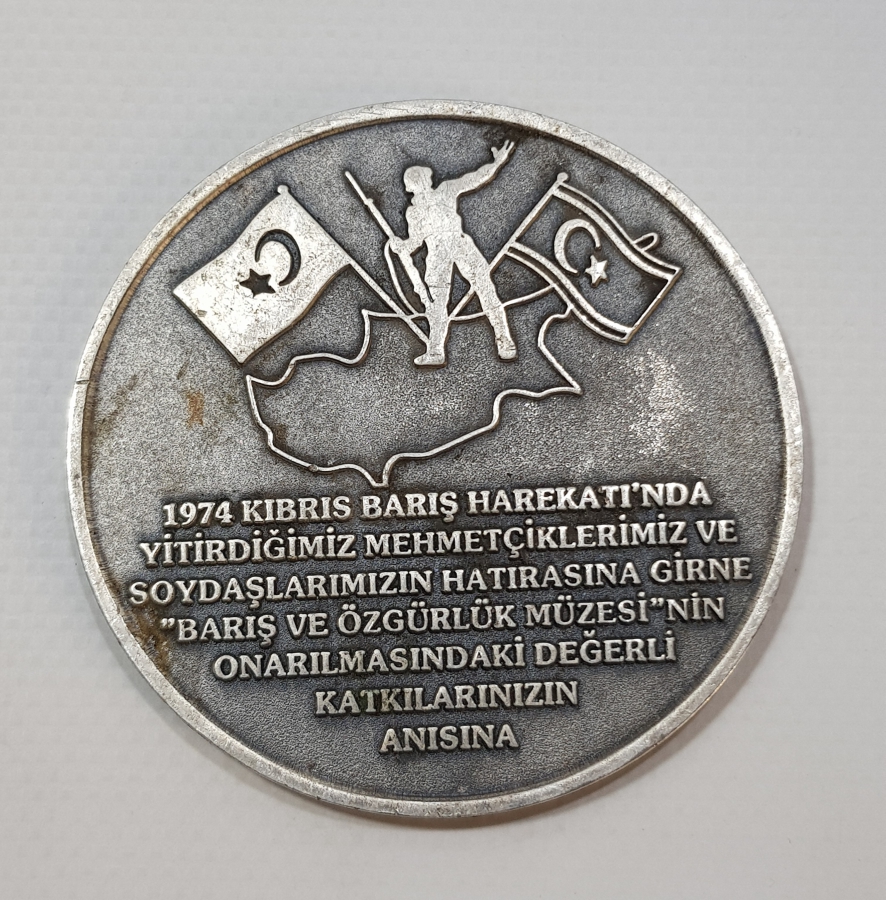 1974 KIBRIS BARIŞ HAREKATI'NDA
YİTİRDİĞİMİZ MEHMETÇİKLERİMİZ VE
SOYDAŞLARIMIZIN HATIRASINA GİRNE
"BARIŞ VE ÖZGÜRLÜK MÜZESİ"NİN
ONARILMASINDAKİ DEĞERLİ
KATKILARINIZIN
ANISINA